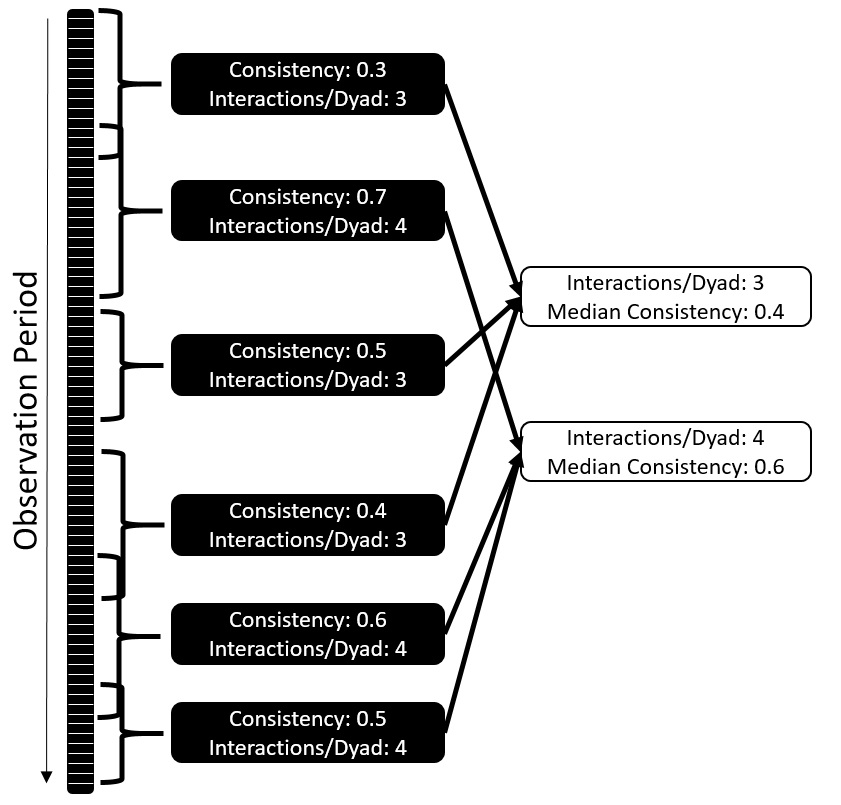 Observation Period
Consistency: 0.3
Interactions/Dyad: 3
Consistency: 0.7
Interactions/Dyad: 4
Consistency: 0.5
Interactions/Dyad: 3
Consistency: 0.4
Interactions/Dyad: 3
Consistency: 0.6
Interactions/Dyad: 4
Consistency: 0.5
Interactions/Dyad: 4
Interactions/Dyad: 3
Median Consistency: 0.4
Interactions/Dyad: 4
Median Consistency: 0.6